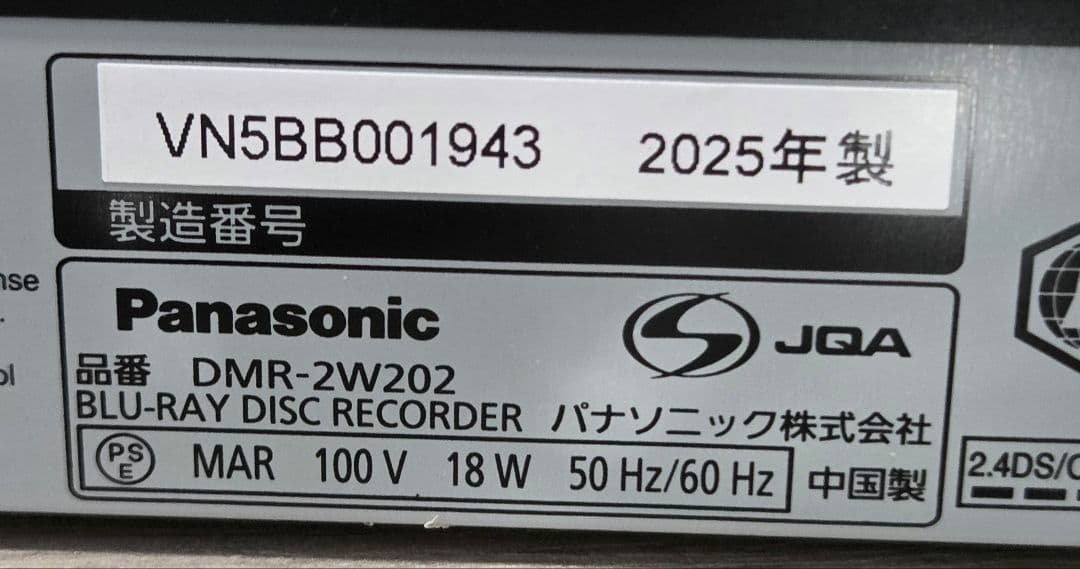 VN5BB001943 2025年製
製造番号
nse
Panasonic
JQA
品番 DMR-2W202
BLU-RAY DISC RECORDER パナソニック株式会社
PS E MAR 100 V 18 W 50 Hz/60 Hz 中国製
2.4DS/